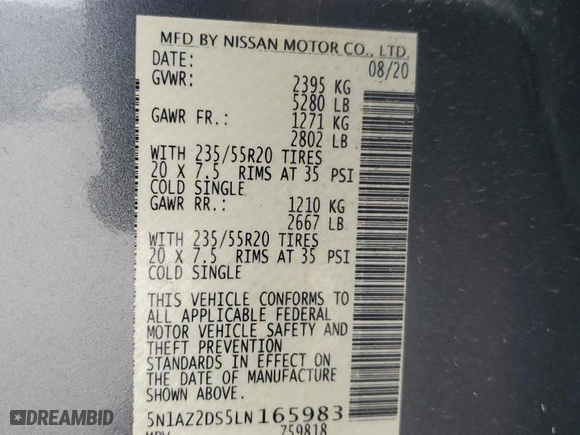 MFD BY NISSAN MOTOR CO., LTD.
DATE: 08/20
GVWR: 2395 KG
5280 LB
GAWR FR.: 1271 KG
2802 LB
WITH 235/55R20 TIRES
20 X 7.5 RIMS AT 35 PSI
COLD SINGLE
GAWR RR.: 1210 KG
2667 LB
WITH 235/55R20 TIRES
20 X 7.5 RIMS AT 35 PSI
COLD SINGLE
THIS VEHICLE CONFORMS TO
ALL APPLICABLE FEDERAL
MOTOR VEHICLE SAFETY AND
THEFT PREVENTION
STANDARDS IN EFFECT ON
THE DATE OF MANUFACTURE
SHOWN ABOVE.
5N1AZ2DS5LN165983
MPV 759818
DREAMBID